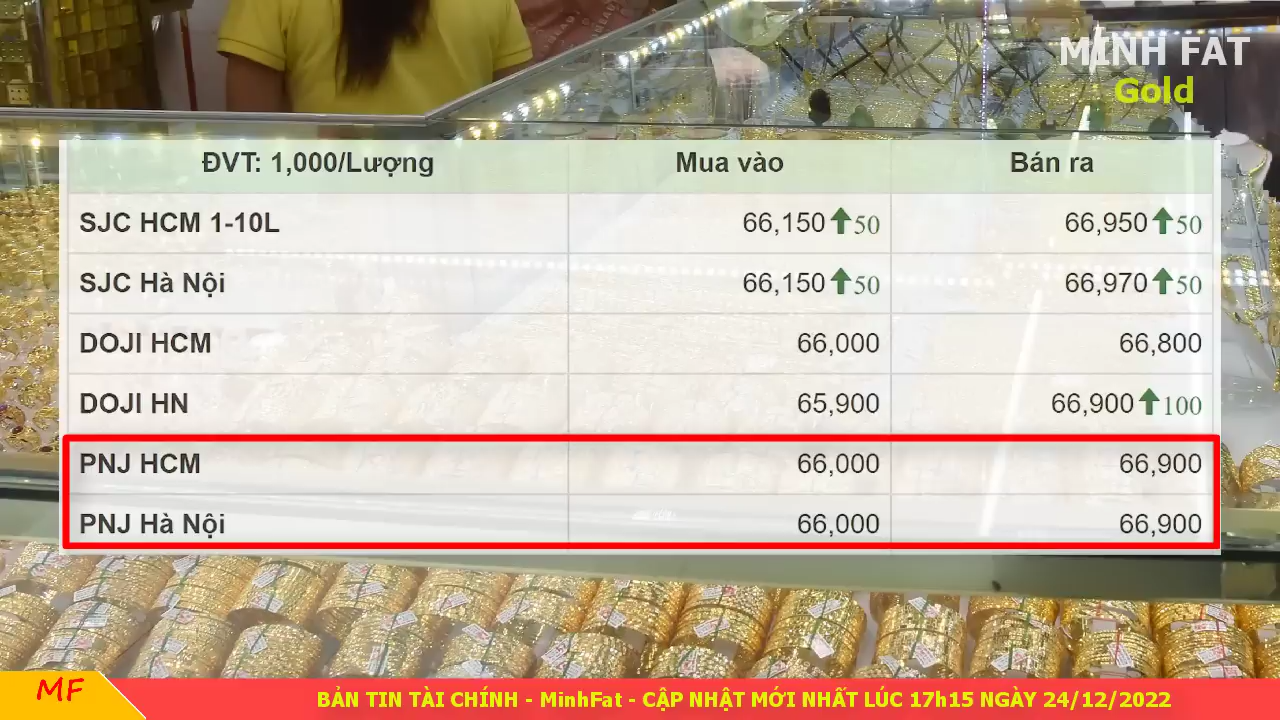 MINH FAT
Gold
ĐVT: 1,000/Lượng Mua vào Bán ra
SJC HCM 1-10L 66,150 ⬆50 66,950 ⬆50
SJC Hà Nội 66,150 ⬆50 66,970 ⬆50
DOJI HCM 66,000 66,800
DOJI HN 65,900 66,900 ⬆100
PNJ HCM 66,000 66,900
PNJ Hà Nội 66,000 66,900
MF BẢN TIN TÀI CHÍNH - MinhFat - CẬP NHẬT MỚI NHẤT LÚC 17h15 NGÀY 24/12/2022